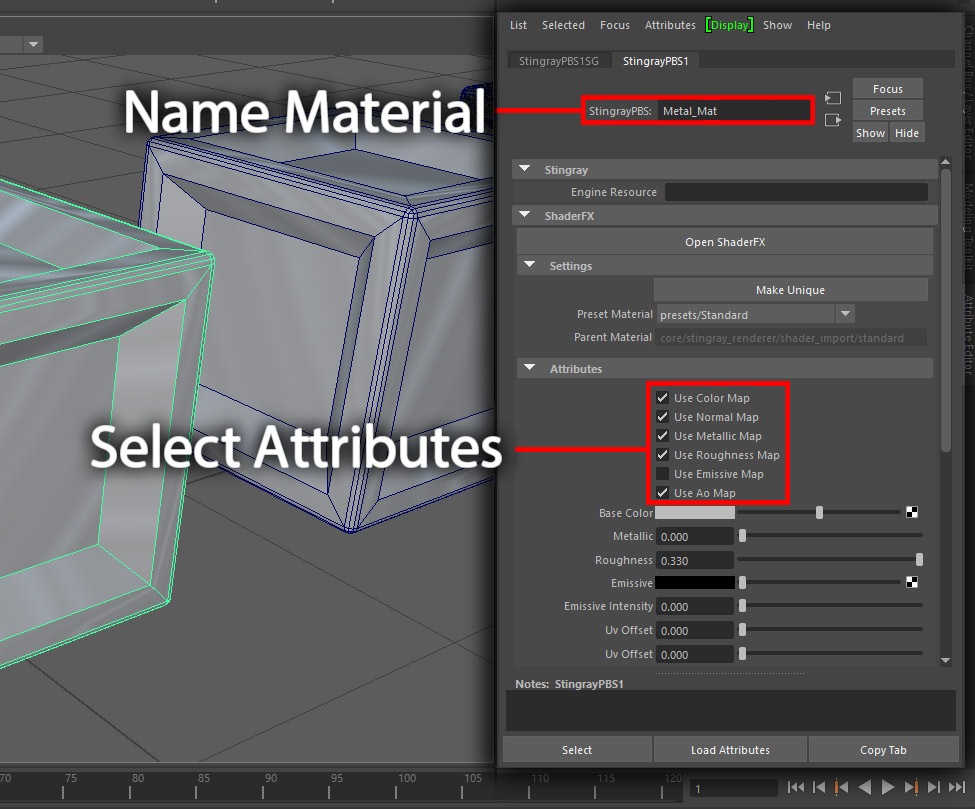 List Selected Focus Attributes [Display] Show Help
StingrayPBS1SG StingrayPBS1
Name Material
StingrayPBS: Metal_Mat
Focus
Presets
Show Hide
Stingray
Engine Resource
ShaderFX
Open ShaderFX
Settings
Make Unique
Preset Material presets/Standard
Parent Material core/stingray_renderer/shader_import/standard
Attributes
Select Attributes
Use Color Map
Use Normal Map
Use Metallic Map
Use Roughness Map
Use Emissive Map
Use Ao Map
Base Color
Metallic 0.000
Roughness 0.330
Emissive
Emissive Intensity 0.000
Uv Offset 0.000
Uv Offset 0.000
Notes: StingrayPBS1
Select Load Attributes Copy Tab
70 75 80 85 90 95 100 105 110 115 120
1
Modeling Toolkit
Attribute Editor